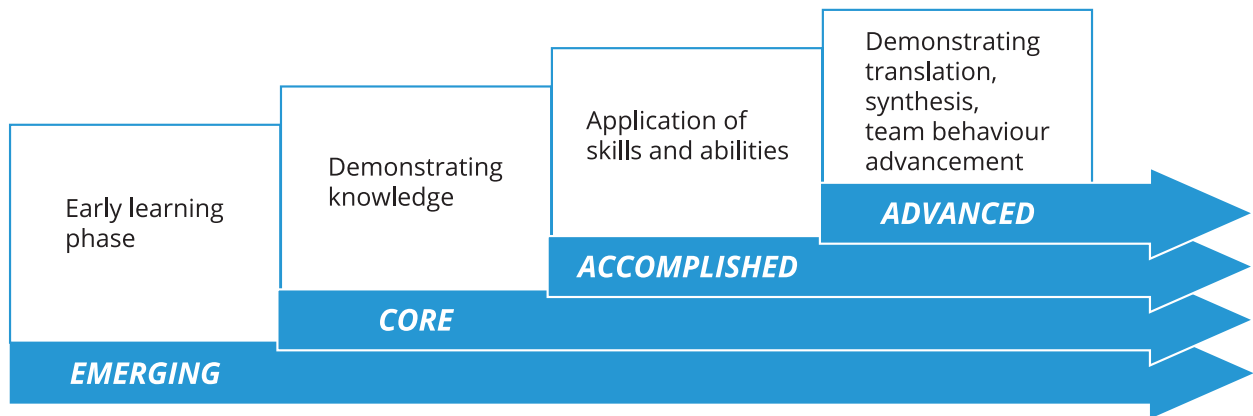 Early learning
phase
EMERGING
Demonstrating
knowledge
CORE
Application of
skills and abilities
ACCOMPLISHED
Demonstrating
translation,
synthesis,
team behaviour
advancement
ADVANCED